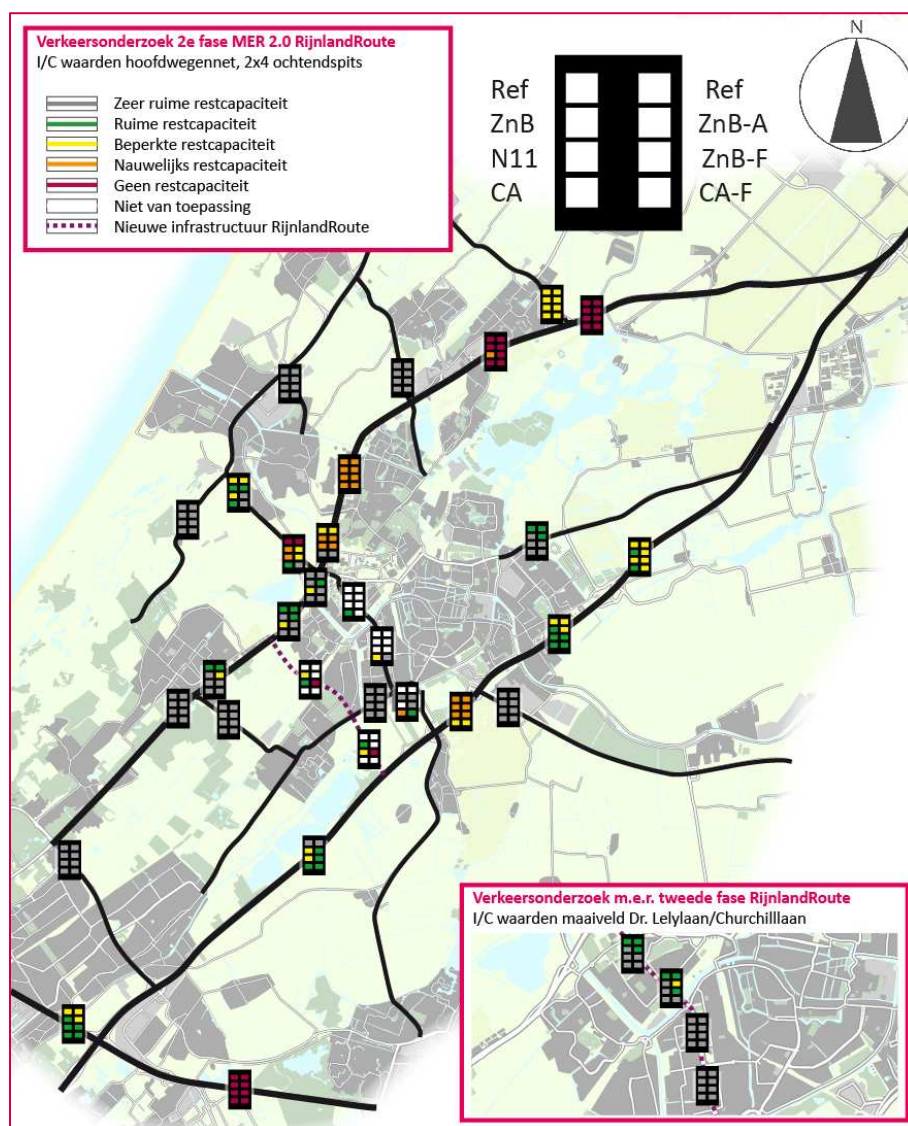 Verkeersonderzoek 2e fase MER 2.0 RijnlandRoute
I/C waarden hoofdwegennet, 2x4 ochtendspits
Zeer ruime restcapaciteit
Ruime restcapaciteit
Beperkte restcapaciteit
Nauwelijks restcapaciteit
Geen restcapaciteit
Niet van toepassing
Nieuwe infrastructuur RijnlandRoute
Ref Ref
ZnB ZnB-A
N11 ZnB-F
CA CA-F
N
Verkeersonderzoek m.e.r. tweede fase RijnlandRoute
I/C waarden maaiveld Dr. Lelylaan/Churchilllaan